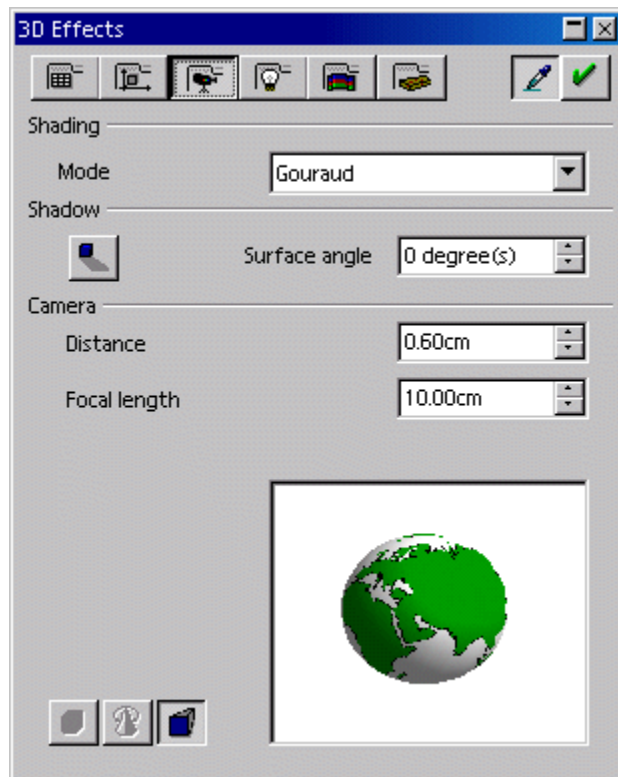 3D Effects
Shading
Mode
Gouraud
Shadow
Surface angle
0 degree(s)
Camera
Distance
0.60cm
Focal length
10.00cm